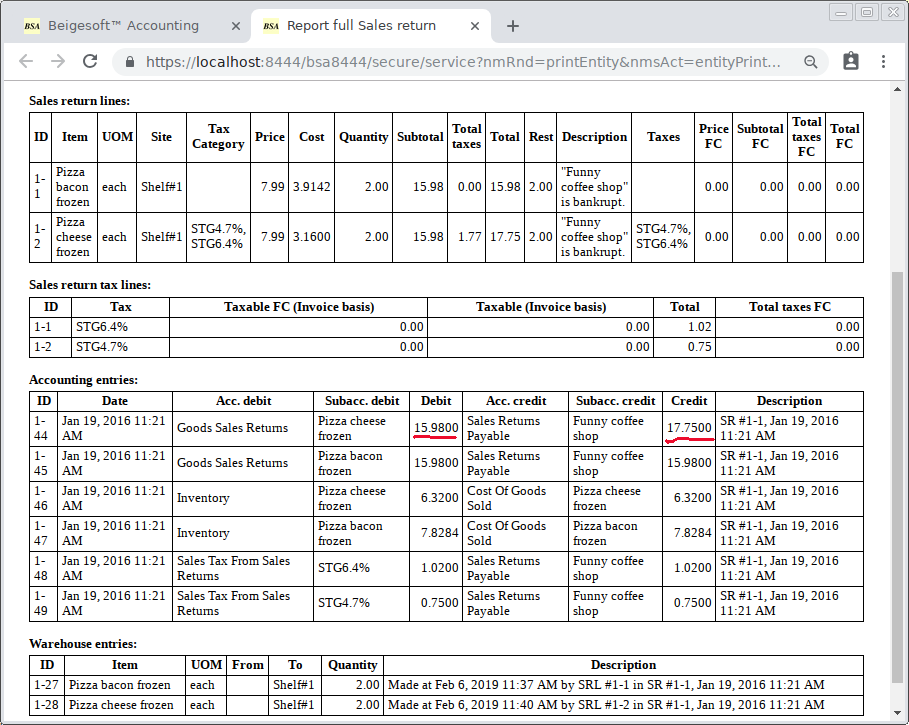 BSA Beigesoft™ Accounting
BSA Report full Sales return
https://localhost:8444/bsa8444/secure/service?nmRnd=printEntity&nmsAct=entityPrint...
Sales return lines:
ID Item UOM Site Tax Category Price Cost Quantity Subtotal Total taxes Total Rest Description Taxes Price FC Subtotal FC Total taxes FC Total FC
1-1 Pizza bacon frozen each Shelf#1 7.99 3.9142 2.00 15.98 0.00 15.98 2.00 "Funny coffee shop" is bankrupt. 0.00 0.00 0.00 0.00
1-2 Pizza cheese frozen each Shelf#1 STG4.7%, STG6.4% 7.99 3.1600 2.00 15.98 1.77 17.75 2.00 "Funny coffee shop" is bankrupt. STG4.7%, STG6.4% 0.00 0.00 0.00 0.00
Sales return tax lines:
ID Tax Taxable FC (Invoice basis) Taxable (Invoice basis) Total Total taxes FC
1-1 STG6.4% 0.00 0.00 1.02 0.00
1-2 STG4.7% 0.00 0.00 0.75 0.00
Accounting entries:
ID Date Acc. debit Subacc. debit Debit Acc. credit Subacc. credit Credit Description
1-44 Jan 19, 2016 11:21 AM Goods Sales Returns Pizza cheese frozen 15.9800 Sales Returns Payable Funny coffee shop 17.7500 SR #1-1, Jan 19, 2016 11:21 AM
1-45 Jan 19, 2016 11:21 AM Goods Sales Returns Pizza bacon frozen 15.9800 Sales Returns Payable Funny coffee shop 15.9800 SR #1-1, Jan 19, 2016 11:21 AM
1-46 Jan 19, 2016 11:21 AM Inventory Pizza cheese frozen 6.3200 Cost Of Goods Sold Pizza cheese frozen 6.3200 SR #1-1, Jan 19, 2016 11:21 AM
1-47 Jan 19, 2016 11:21 AM Inventory Pizza bacon frozen 7.8284 Cost Of Goods Sold Pizza bacon frozen 7.8284 SR #1-1, Jan 19, 2016 11:21 AM
1-48 Jan 19, 2016 11:21 AM Sales Tax From Sales Returns STG6.4% 1.0200 Sales Returns Payable Funny coffee shop 1.0200 SR #1-1, Jan 19, 2016 11:21 AM
1-49 Jan 19, 2016 11:21 AM Sales Tax From Sales Returns STG4.7% 0.7500 Sales Returns Payable Funny coffee shop 0.7500 SR #1-1, Jan 19, 2016 11:21 AM
Warehouse entries:
ID Item UOM From To Quantity Description
1-27 Pizza bacon frozen each Shelf#1 2.00 Made at Feb 6, 2019 11:37 AM by SRL #1-1 in SR #1-1, Jan 19, 2016 11:21 AM
1-28 Pizza cheese frozen each Shelf#1 2.00 Made at Feb 6, 2019 11:40 AM by SRL #1-2 in SR #1-1, Jan 19, 2016 11:21 AM